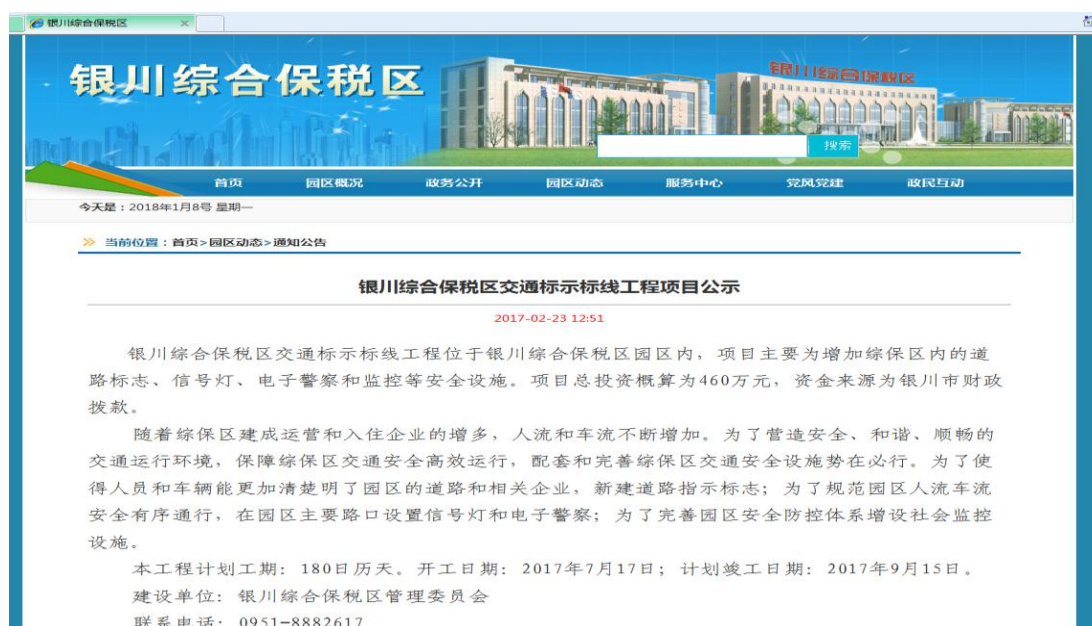 银川综合保税区
银川综合保税区
银川综合保税区
搜索
首页 园区概况 政务公开 园区动态 服务中心 党风党建 政民互动
今天是：2018年1月8号 星期一
当前位置：首页>园区动态>通知公告
银川综合保税区交通标示标线工程项目公示
2017-02-23 12:51
银川综合保税区交通标示标线工程位于银川综合保税区园区内，项目主要为增加综保区内的道
路标志、信号灯、电子警察和监控等安全设施。项目总投资概算为460万元，资金来源为银川市财政
拨款。
随着综保区建成运营和入住企业的增多，人流和车流不断增加。为了营造安全、和谐、顺畅的
交通运行环境，保障综保区交通安全高效运行，配套和完善综保区交通安全设施势在必行。为了使
得人员和车辆能更加清楚明了园区的道路和相关企业，新建道路指示标志；为了规范园区人流车流
安全有序通行，在园区主要路口设置信号灯和电子警察；为了完善园区安全防控体系增设社会监控
设施。
本工程计划工期：180日历天。开工日期：2017年7月17日；计划竣工日期：2017年9月15日。
建设单位：银川综合保税区管理委员会
联系电话：0951-8882617